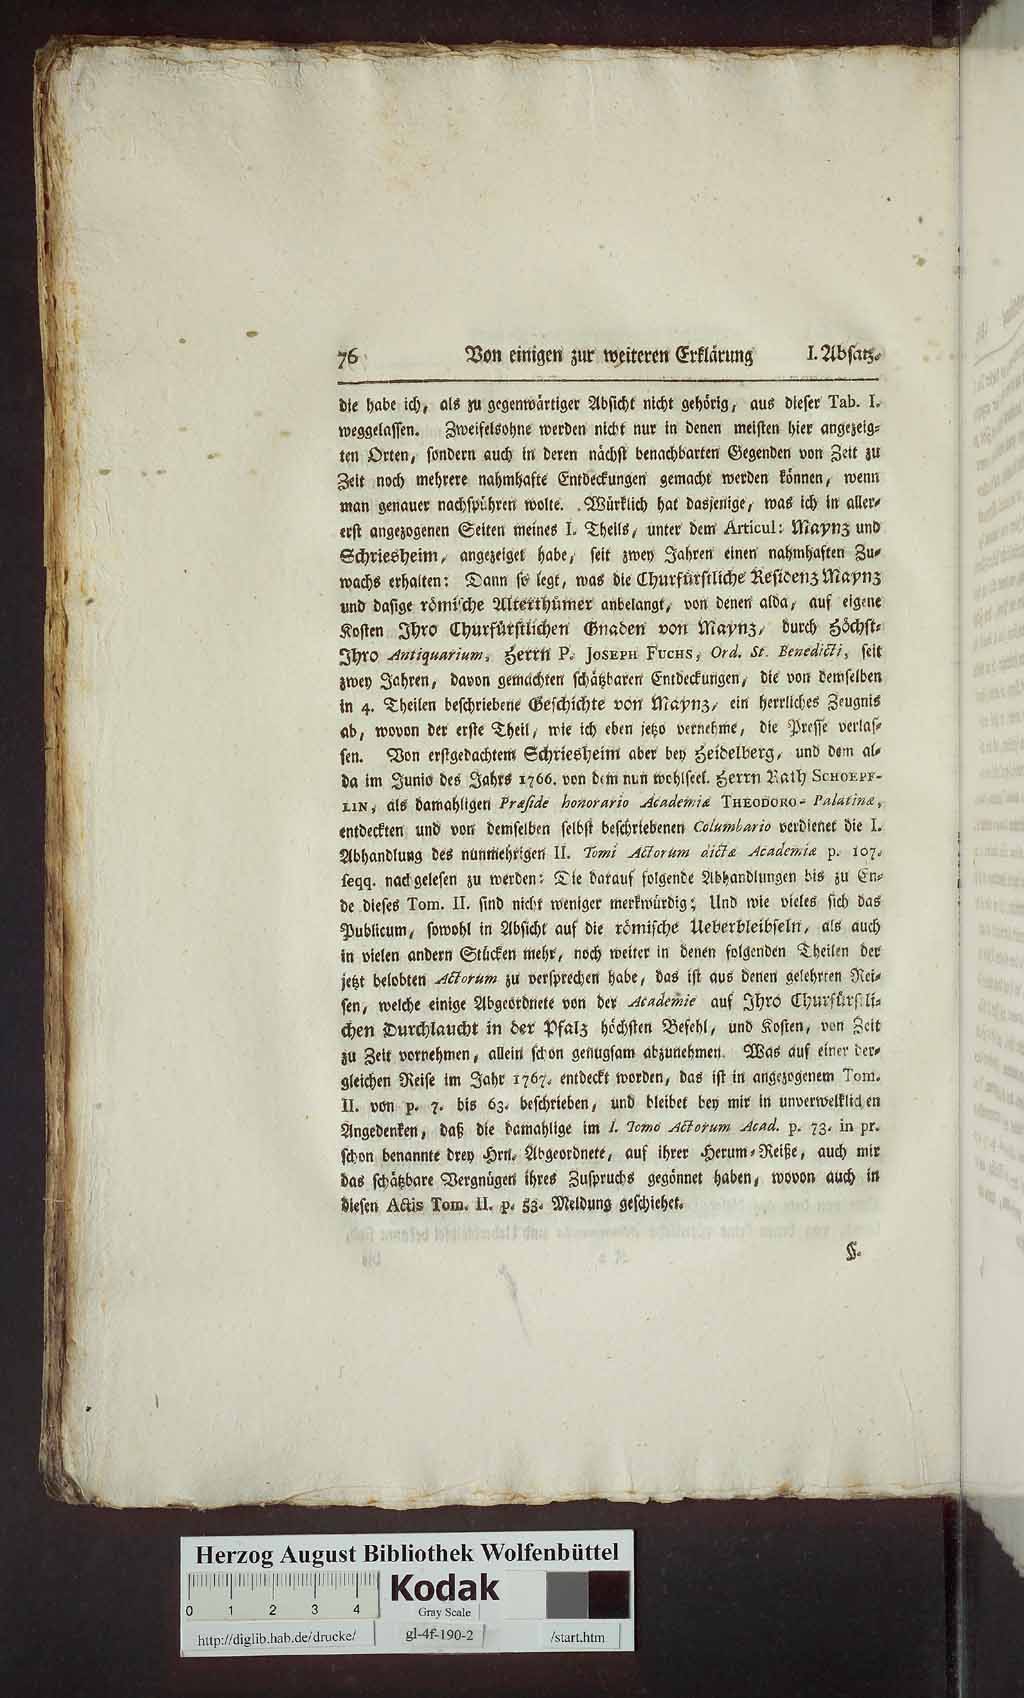 76 Von einigen zur weiteren Erklärung I. Absatz.
die habe ich, als zu gegenwärtiger Absicht nicht gehörig, aus dieser Tab. I.
weggelassen. Zweifelsohne werden nicht nur in denen meisten hier angezeig-
ten Orten, sondern auch in deren nächst benachbarten Gegenden von Zeit zu
Zeit noch mehrere nahmhafte Entdeckungen gemacht werden können, wenn
man genauer nachspühren wolte. Würklich hat dasjenige, was ich in aller-
erst angezogenen Seiten meines I. Theils, unter dem Articul: Maynz und
Schriesheim, angezeiget habe, seit zwey Jahren einen nahmhaften Zu-
wachs erhalten: Dann so legt, was die Churfürstliche Residenz Maynz
und dasige römische Alterthümer anbelangt, von denen alda, auf eigene
Kosten Ihro Churfürstlichen Gnaden von Maynz, durch Höchst-
Ihro Antiquarium, Herrn P. JOSEPH FUCHS, Ord. St. Benedicti, seit
zwey Jahren, davon gemachten schätzbaren Entdeckungen, die von demselben
in 4. Theilen beschriebene Geschichte von Maynz, ein herrliches Zeugnis
ab, wovon der erste Theil, wie ich eben jetzo vernehme, die Presse verlas-
sen. Von erstgedachtem Schriesheim aber bey Heidelberg, und dem al-
da im Junio des Jahrs 1766. von dem nun wohlseel. Herrn Rath SCHOEPF-
LIN, als damahligen Præside honorario Academiæ THEODORO-Palatinæ,
entdeckten und von demselben selbst beschriebenen Columbario verdienet die I.
Abhandlung des nunmehrigen II. Tomi Actorum dictæ Academiæ p. 107.
seqq. nachgelesen zu werden: Die darauf folgende Abhandlungen bis zu En-
de dieses Tom. II. sind nicht weniger merkwürdig; Und wie vieles sich das
Publicum, sowohl in Absicht auf die römische Ueberbleibseln, als auch
in vielen andern Stücken mehr, noch weiter in denen folgenden Theilen der
jetzt belobten Actorum zu versprechen habe, das ist aus denen gelehrten Rei-
sen, welche einige Abgeordnete von der Academie auf Ihro Churfürstli-
chen Durchlaucht in der Pfalz höchsten Befehl, und Kosten, von Zeit
zu Zeit vornehmen, allein schon genugsam abzunehmen. Was auf einer der-
gleichen Reise im Jahr 1767. entdeckt worden, das ist in angezogenem Tom.
II. von p. 7. bis 63. beschrieben, und bleibet bey mir in unverwelklichen
Angedenken, daß die damahlige im I. Tomo Actorum Acad. p. 73. in pr.
schon benannte drey Hrn. Abgeordnete, auf ihrer Herum-Reiße, auch mir
das schätzbare Vergnügen ihres Zuspruchs gegönnet haben, wovon auch in
diesen Actis Tom. II. p. 53. Meldung geschiehet.
§.
Herzog August Bibliothek Wolfenbüttel
0 1 2 3 4
Kodak
Gray Scale
http://diglib.hab.de/drucke/ gl-4f-190-2 /start.htm